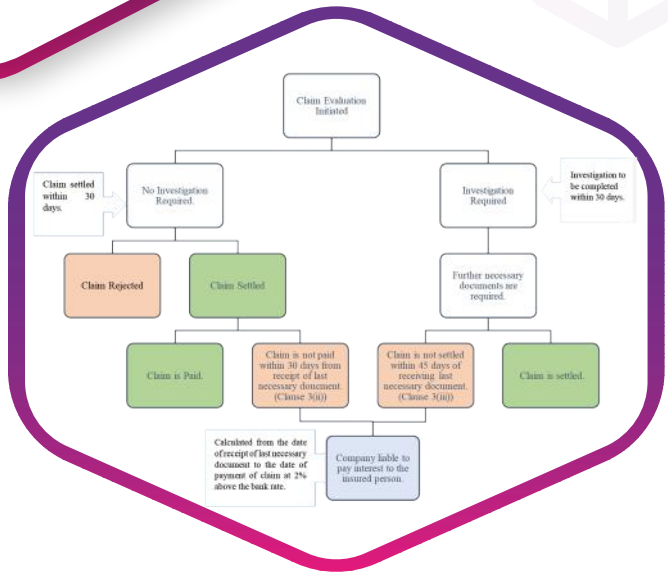 Claim Evaluation
Initiated
Claim settled
within 30
days.
No Investigation
Required.
Investigation
Required
Investigation to
be completed
within 30 days.
Claim Rejected
Claim Settled
Further necessary
documents are
required.
Claim is Paid.
Claim is not paid
within 30 days from
receipt of last
necessary document.
(Clause 3(ii))
Claim is not settled
within 45 days of
receiving last
necessary document.
(Clause 3(ii))
Claim is settled.
Calculated from the date
of receipt of last necessary
document to the date of
payment of claim at 2%
above the bank rate.
Company liable to
pay interest to the
insured person.